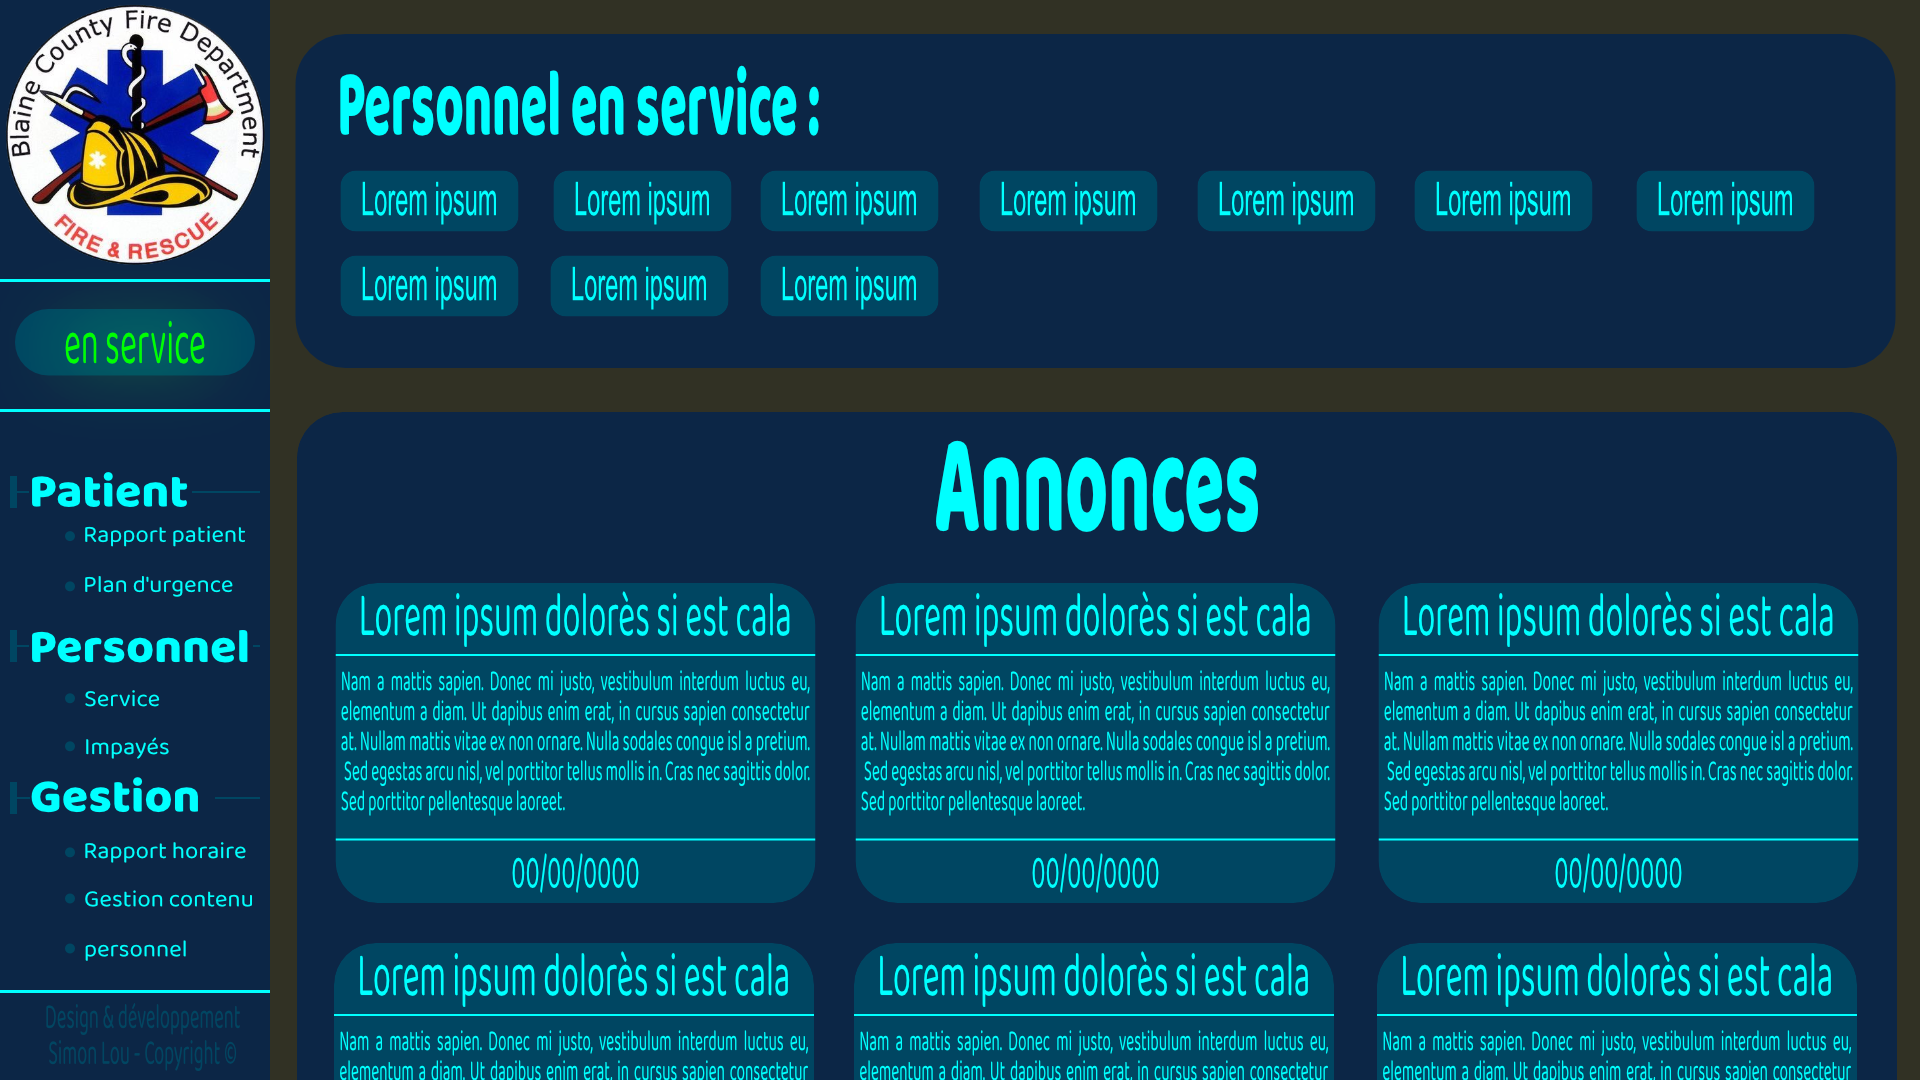 Blaine County Fire Department
FIRE & RESCUE
en service
Patient
Rapport patient
Plan d'urgence
Personnel
Service
Impayés
Gestion
Rapport horaire
Gestion contenu
personnel
Design & développement
Simon Lou - Copyright ©
Personnel en service :
Lorem ipsum Lorem ipsum Lorem ipsum Lorem ipsum Lorem ipsum Lorem ipsum Lorem ipsum
Lorem ipsum Lorem ipsum Lorem ipsum
Annonces
Lorem ipsum dolorès si est cala
Nam a mattis sapien. Donec mi justo, vestibulum interdum luctus eu,
elementum a diam. Ut dapibus enim erat, in cursus sapien consectetur
at. Nullam mattis vitae ex non ornare. Nulla sodales congue isl a pretium.
Sed egestas arcu nisl, vel porttitor tellus mollis in. Cras nec sagittis dolor.
Sed porttitor pellentesque laoreet.
00/00/0000
Lorem ipsum dolorès si est cala
Nam a mattis sapien. Donec mi justo, vestibulum interdum luctus eu,
elementum a diam. Ut dapibus enim erat, in cursus sapien consectetur
at. Nullam mattis vitae ex non ornare. Nulla sodales congue isl a pretium.
Sed egestas arcu nisl, vel porttitor tellus mollis in. Cras nec sagittis dolor.
Sed porttitor pellentesque laoreet.
00/00/0000
Lorem ipsum dolorès si est cala
Nam a mattis sapien. Donec mi justo, vestibulum interdum luctus eu,
elementum a diam. Ut dapibus enim erat, in cursus sapien consectetur
at. Nullam mattis vitae ex non ornare. Nulla sodales congue isl a pretium.
Sed egestas arcu nisl, vel porttitor tellus mollis in. Cras nec sagittis dolor.
Sed porttitor pellentesque laoreet.
00/00/0000
Lorem ipsum dolorès si est cala
Nam a mattis sapien. Donec mi justo, vestibulum interdum luctus eu,
elementum a diam. Ut dapibus enim erat, in cursus sapien consectetur
Lorem ipsum dolorès si est cala
Nam a mattis sapien. Donec mi justo, vestibulum interdum luctus eu,
elementum a diam. Ut dapibus enim erat, in cursus sapien consectetur
Lorem ipsum dolorès si est cala
Nam a mattis sapien. Donec mi justo, vestibulum interdum luctus eu,
elementum a diam. Ut dapibus enim erat, in cursus sapien consectetur